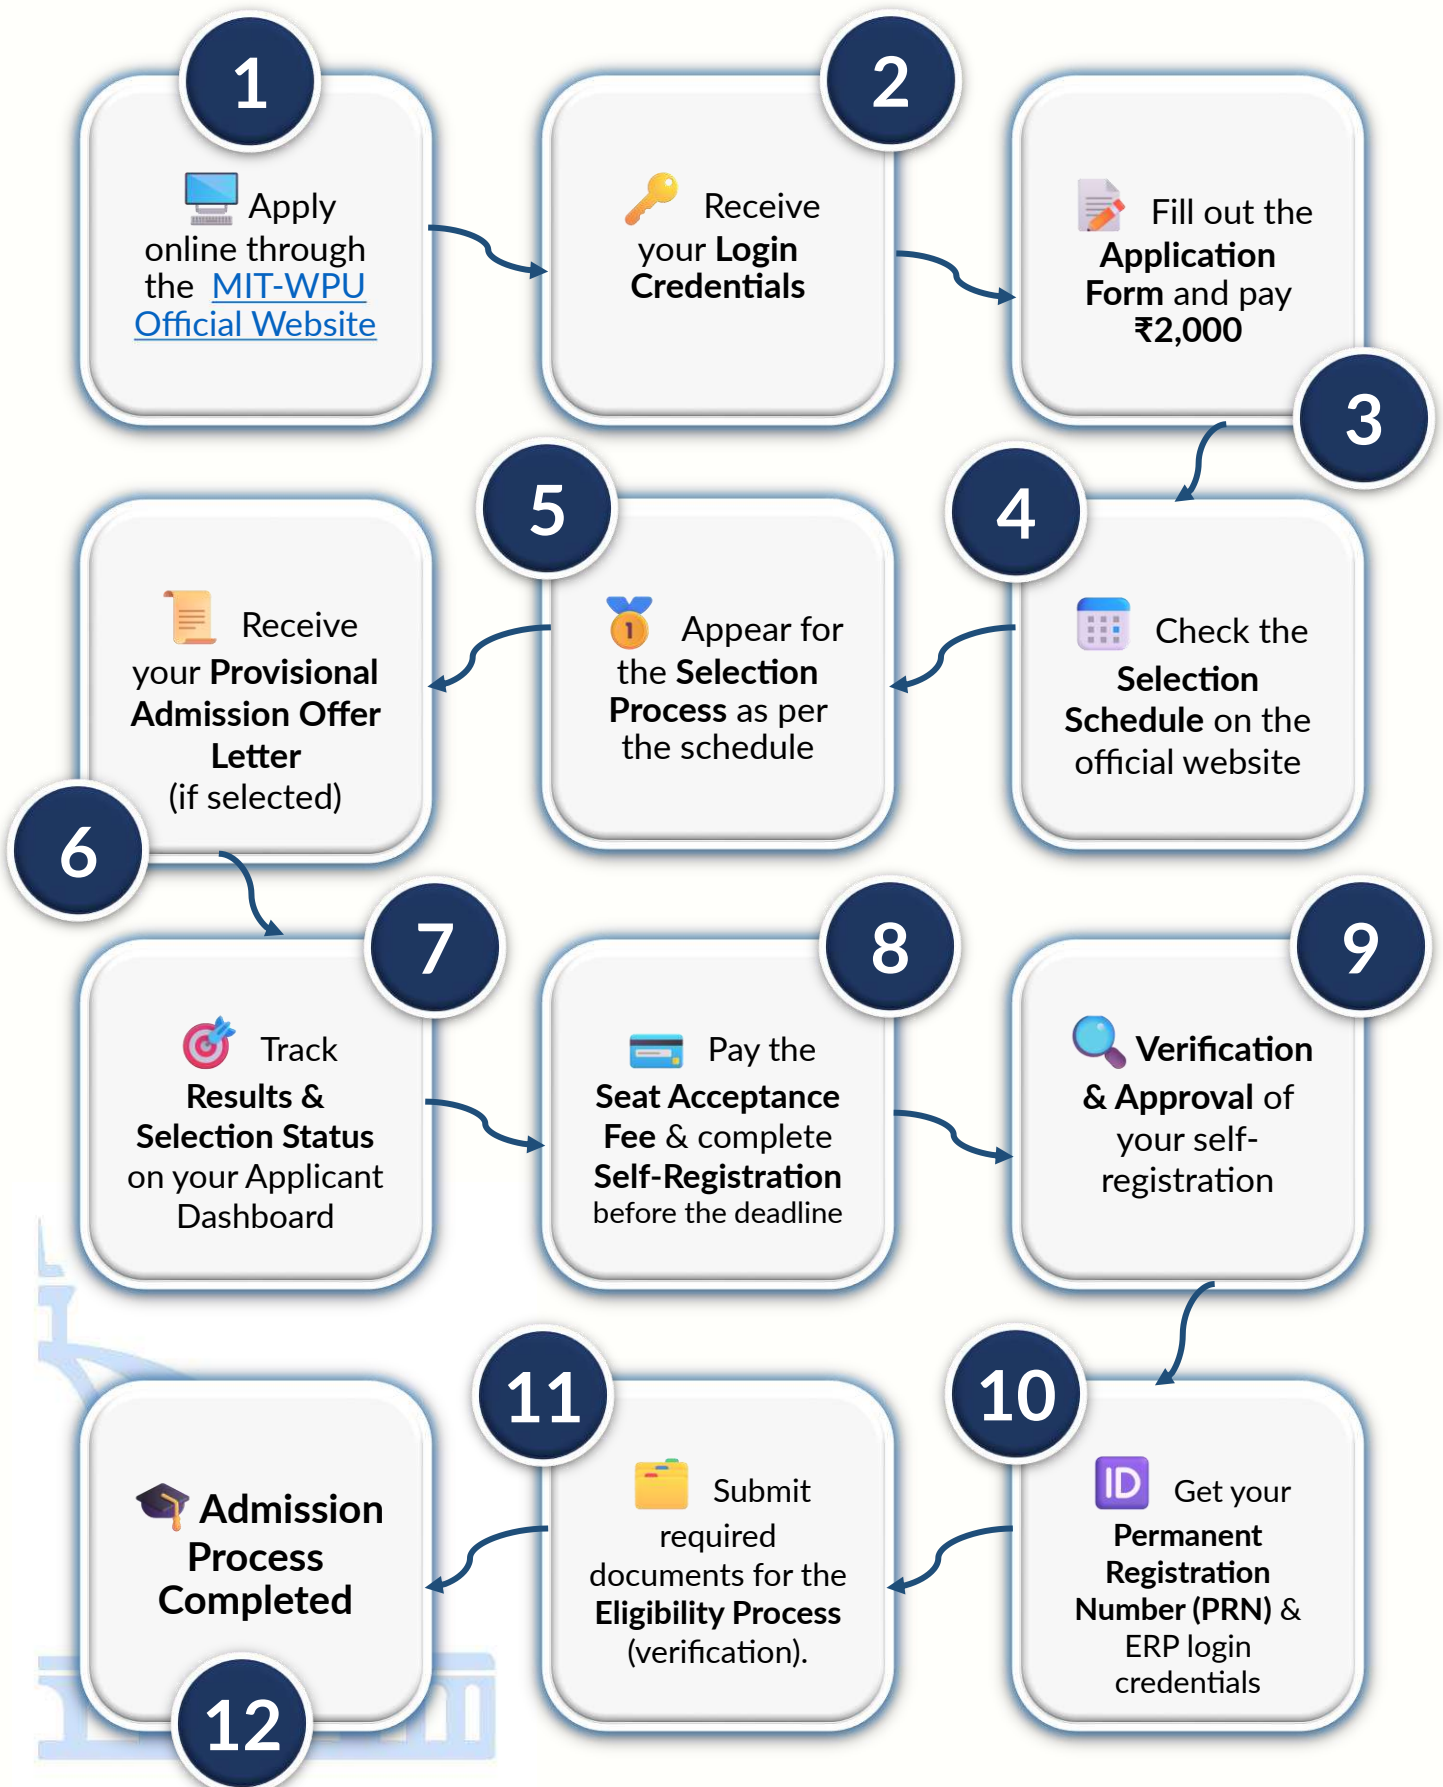 1
Apply
online through
the MIT-WPU
Official Website
2
Receive
your Login
Credentials
3
Fill out the
Application
Form and pay
₹2,000
4
Check the
Selection
Schedule on the
official website
5
1
Appear for
the Selection
Process as per
the schedule
6
Receive
your Provisional
Admission Offer
Letter
(if selected)
7
Track
Results &
Selection Status
on your Applicant
Dashboard
8
Pay the
Seat Acceptance
Fee & complete
Self-Registration
before the deadline
9
Verification
& Approval of
your self-
registration
10
ID
Get your
Permanent
Registration
Number (PRN) &
ERP login
credentials
11
Submit
required
documents for the
Eligibility Process
(verification).
12
Admission
Process
Completed